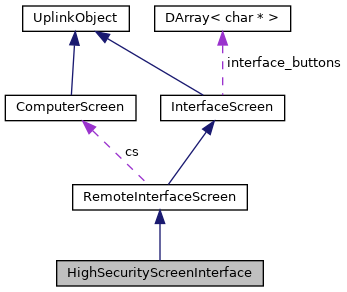 UplinkObject
DArray< char * >
interface_buttons
ComputerScreen
InterfaceScreen
cs
RemoteInterfaceScreen
HighSecurityScreenInterface